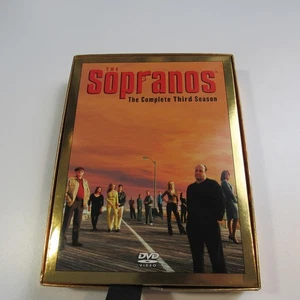 THE
SopranoS
The Complete Third Season
DVD
VIDEO